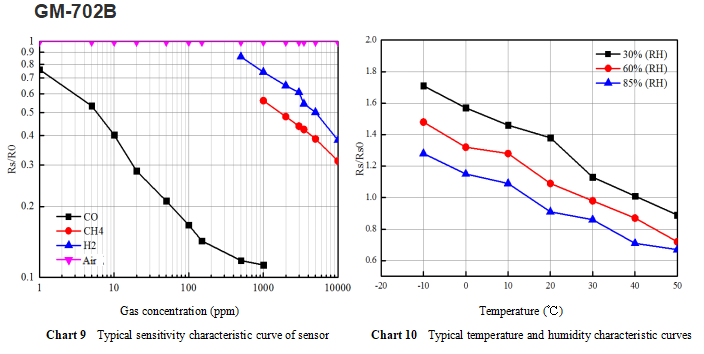 GM-702B
1
0.9
0.8
0.7
0.6
0.5
0.4
0.3
0.2
0.1
Rs/R0
CO
CH4
H2
Air
1 10 100 1000 10000
Gas concentration (ppm)
Chart 9 Typical sensitivity characteristic curve of sensor
2.0
1.8
1.6
1.4
1.2
1.0
0.8
0.6
Rs/Rs0
30% (RH)
60% (RH)
85% (RH)
-20 -10 0 10 20 30 40 50
Temperature (℃)
Chart 10 Typical temperature and humidity characteristic curves